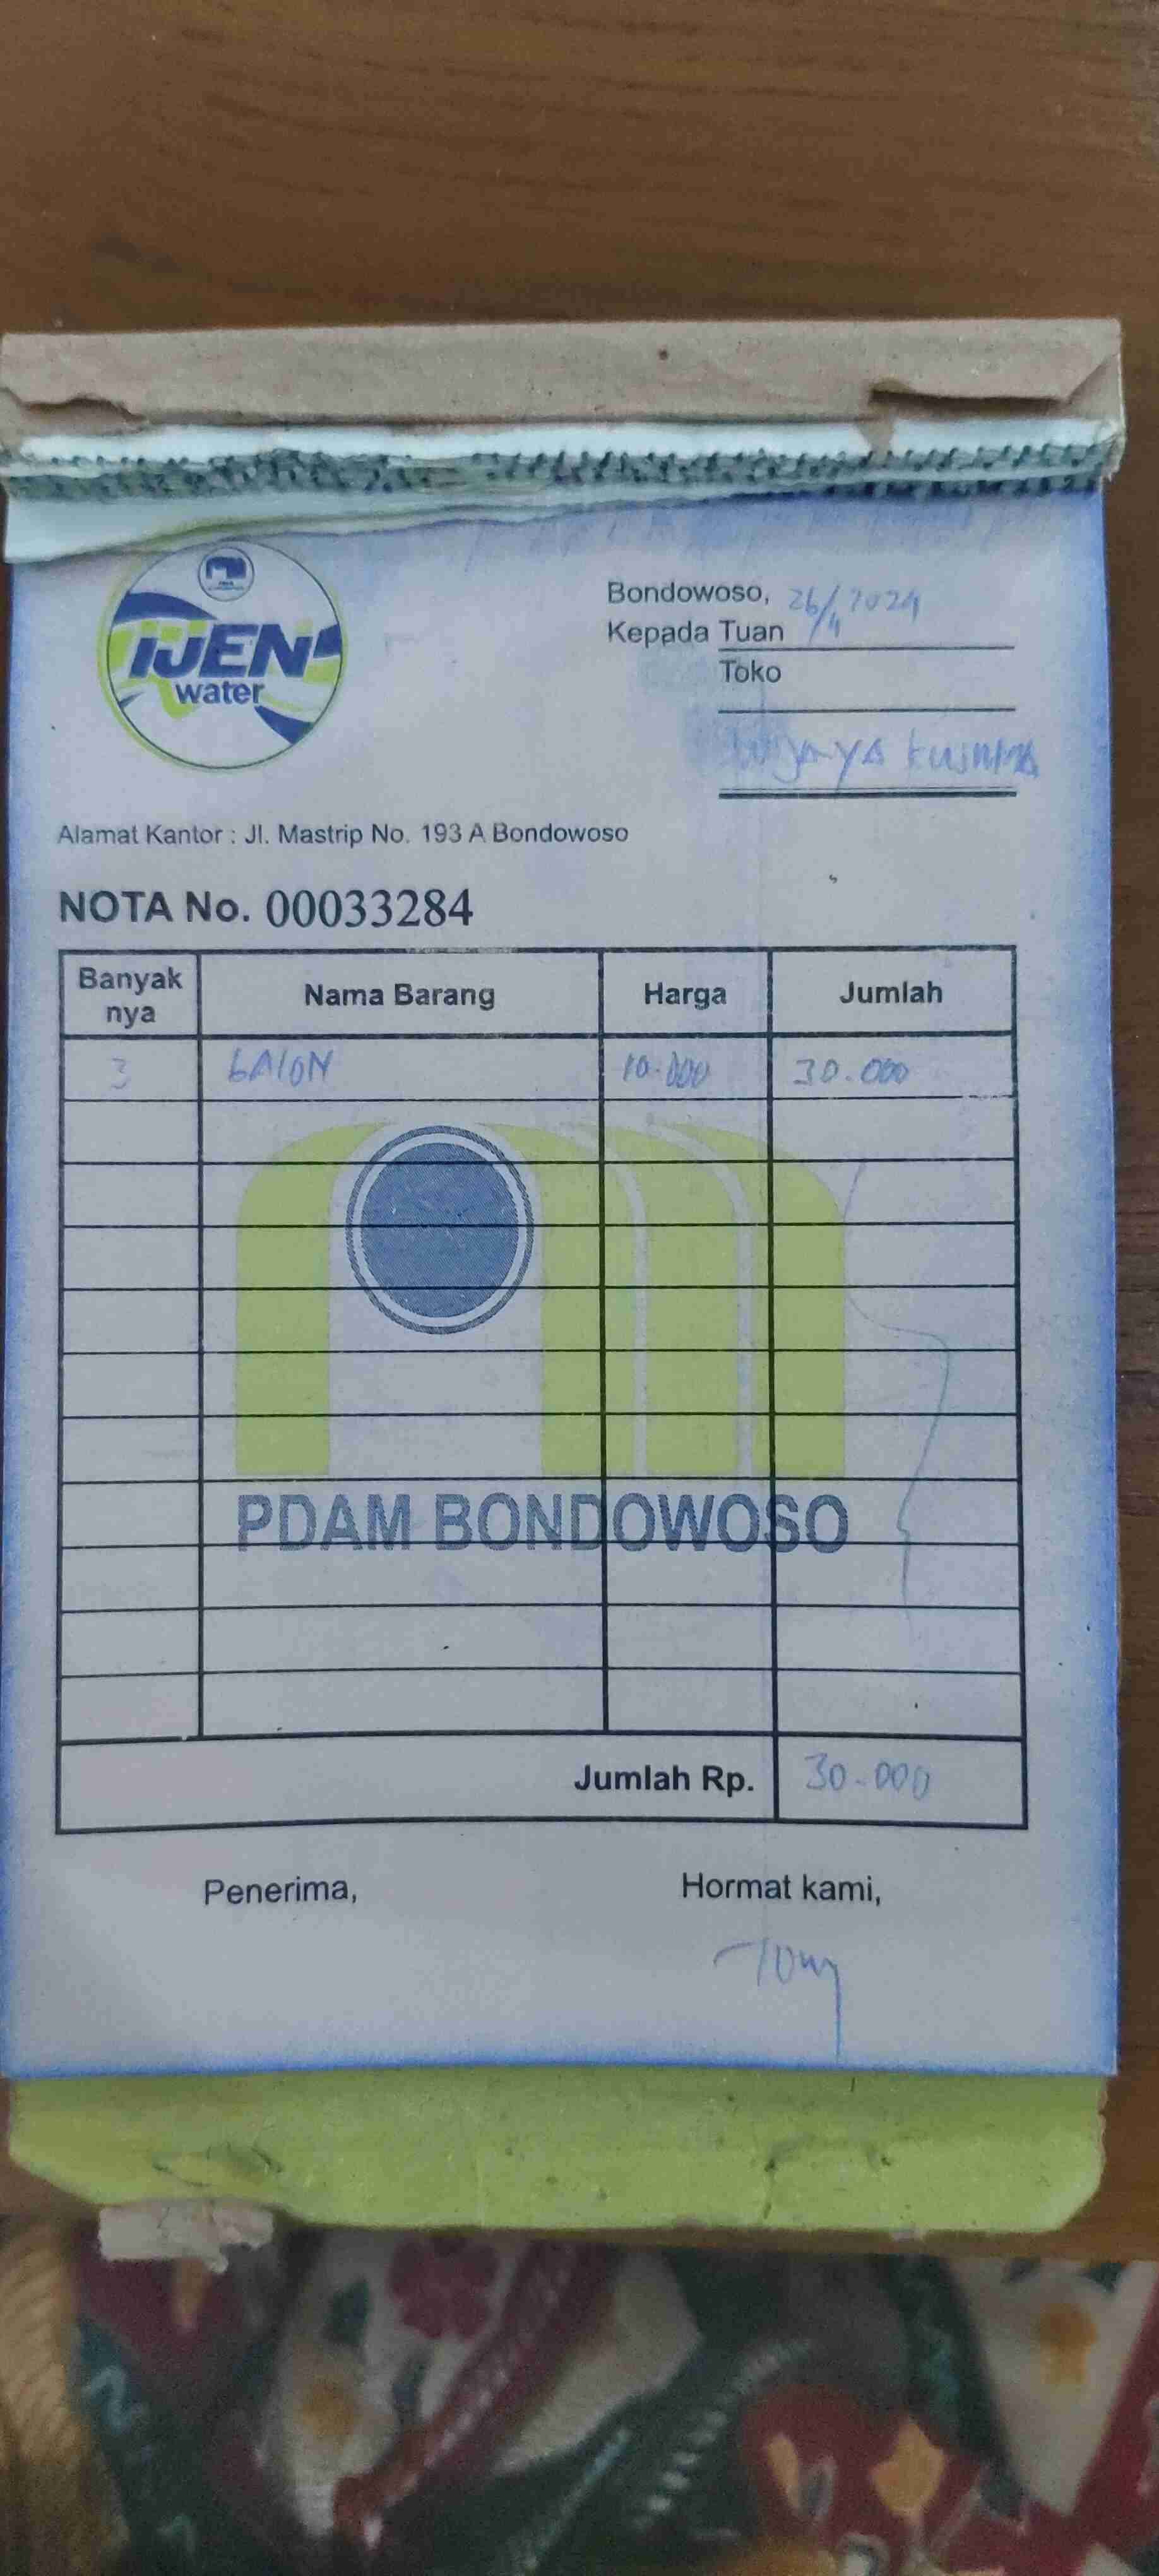 IJEN
water
Bondowoso, 26/4 2024
Kepada Tuan
Toko
Wijaya Kusuma
Alamat Kantor : Jl. Mastrip No. 193 A Bondowoso
NOTA No. 00033284
Banyak nya Nama Barang Harga Jumlah
3 GALON 10.000 30.000
PDAM BONDOWOSO
Jumlah Rp. 30.000
Penerima, Hormat kami,
Tony